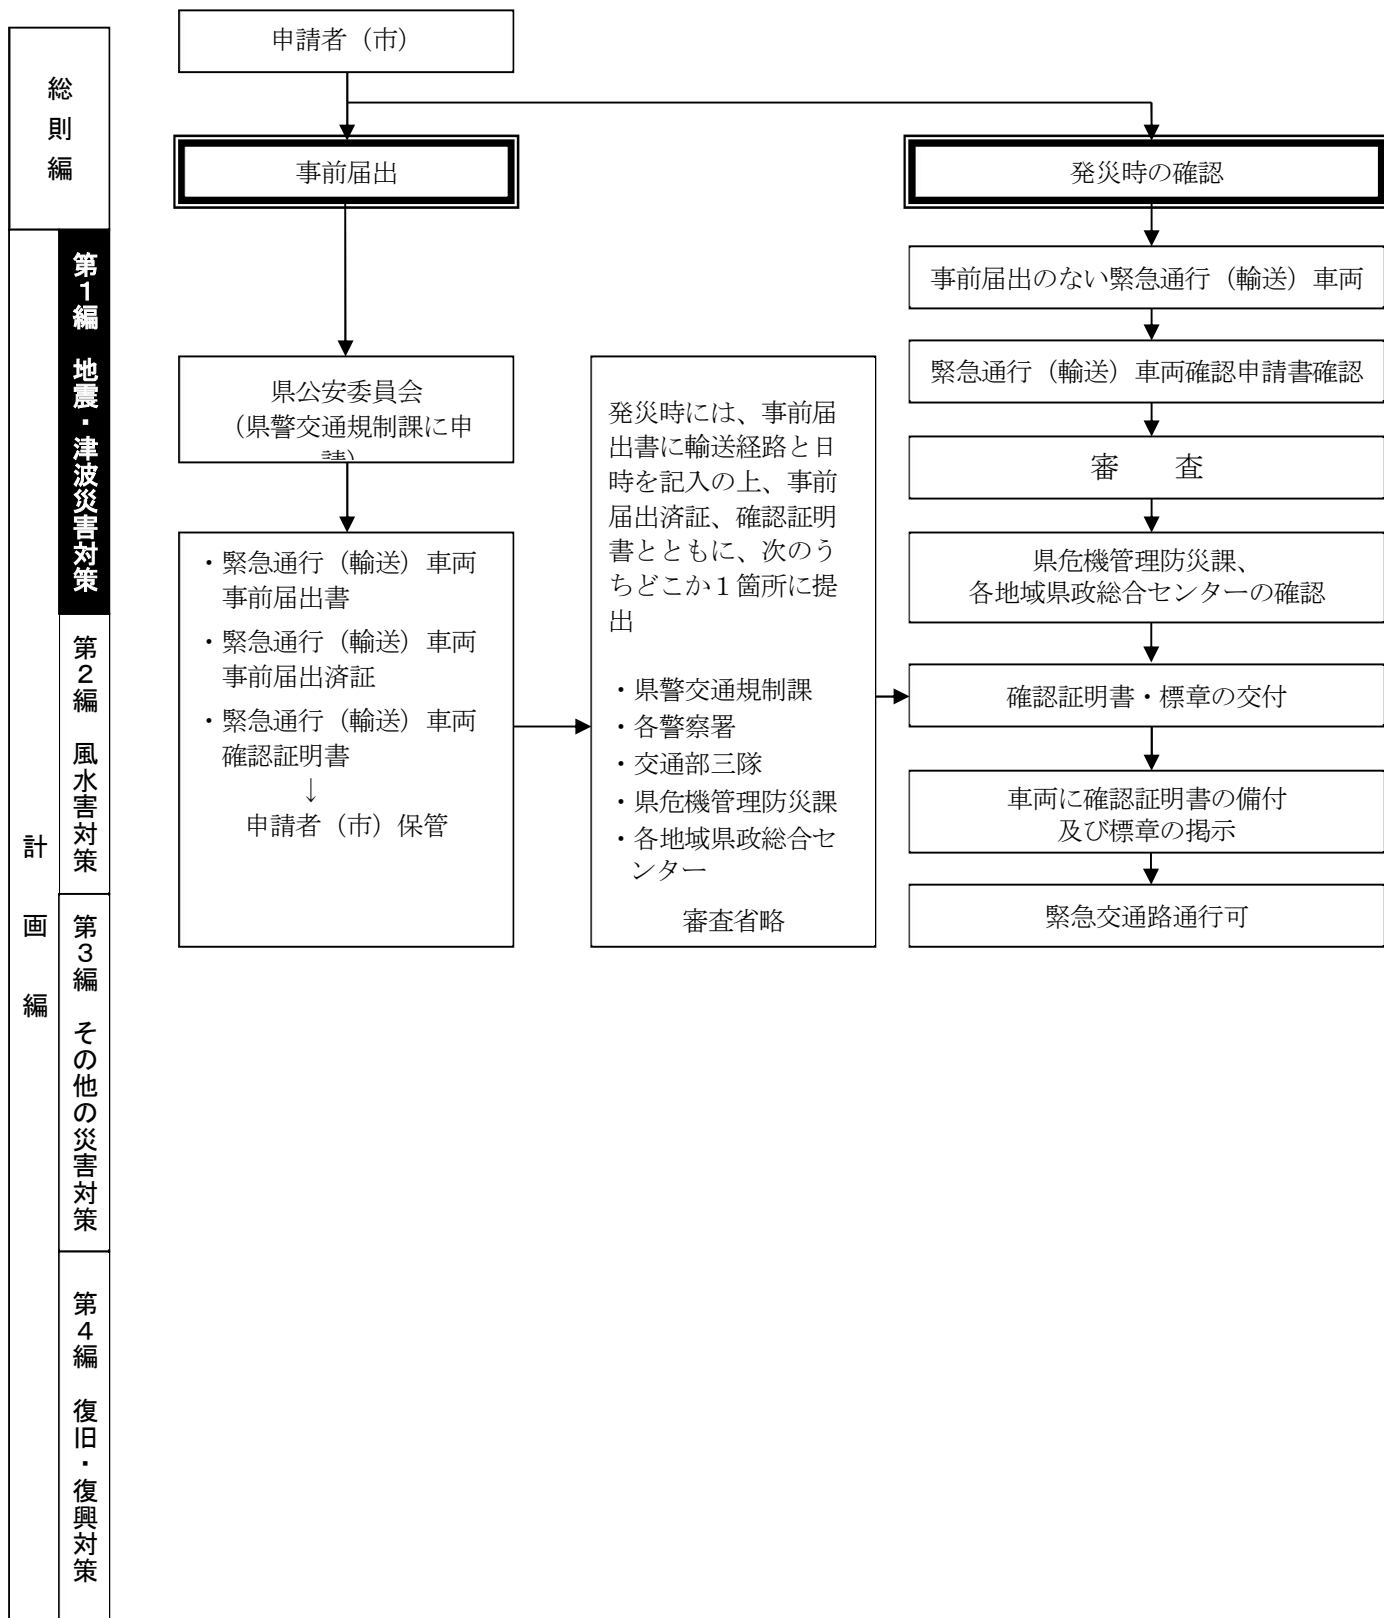 総則編
計画編
第1編　地震・津波災害対策
第2編　風水害対策
第3編　その他の災害対策
第4編　復旧・復興対策
申請者（市）
事前届出
県公安委員会
（県警交通規制課に申
請）
・緊急通行（輸送）車両
事前届出書
・緊急通行（輸送）車両
事前届出済証
・緊急通行（輸送）車両
確認証明書
↓
申請者（市）保管
発災時には、事前届
出書に輸送経路と日
時を記入の上、事前
届出済証、確認証明
書とともに、次のう
ちどこか１箇所に提
出
・県警交通規制課
・各警察署
・交通部三隊
・県危機管理防災課
・各地域県政総合セ
ンター
審査省略
発災時の確認
事前届出のない緊急通行（輸送）車両
緊急通行（輸送）車両確認申請書確認
審　査
県危機管理防災課、
各地域県政総合センターの確認
確認証明書・標章の交付
車両に確認証明書の備付
及び標章の掲示
緊急交通路通行可